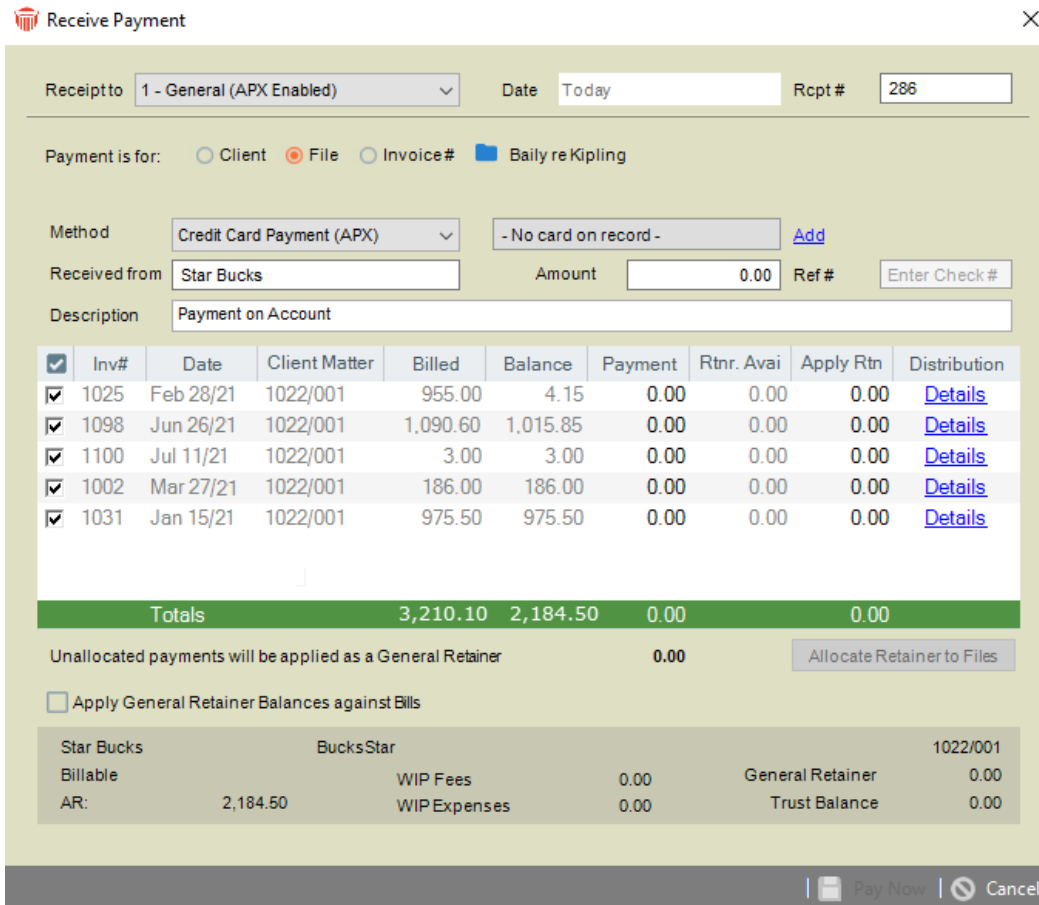 Receive Payment
Receipt to 1 - General (APX Enabled) Date Today Rcpt # 286
Payment is for: Client File Invoice # Baily re Kipling
Method Credit Card Payment (APX) - No card on record - Add
Received from Star Bucks Amount 0.00 Ref # Enter Check #
Description Payment on Account
Inv# Date Client Matter Billed Balance Payment Rtnr. Avai Apply Rtn Distribution
1025 Feb 28/21 1022/001 955.00 4.15 0.00 0.00 0.00 Details
1098 Jun 26/21 1022/001 1,090.60 1,015.85 0.00 0.00 0.00 Details
1100 Jul 11/21 1022/001 3.00 3.00 0.00 0.00 0.00 Details
1002 Mar 27/21 1022/001 186.00 186.00 0.00 0.00 0.00 Details
1031 Jan 15/21 1022/001 975.50 975.50 0.00 0.00 0.00 Details
Totals 3,210.10 2,184.50 0.00 0.00
Unallocated payments will be applied as a General Retainer 0.00 Allocate Retainer to Files
Apply General Retainer Balances against Bills
Star Bucks BucksStar 1022/001
Billable WIP Fees 0.00 General Retainer 0.00
AR: 2,184.50 WIP Expenses 0.00 Trust Balance 0.00
Pay Now Cancel